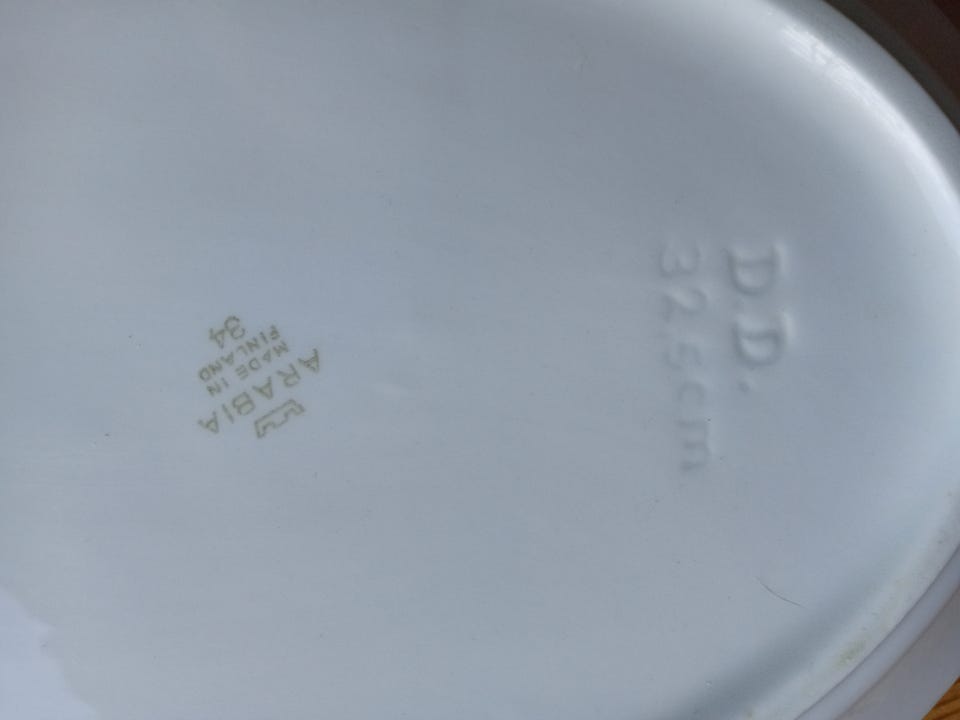 D.D.
32.5cm
ARABIA
MADE IN
FINLAND
34